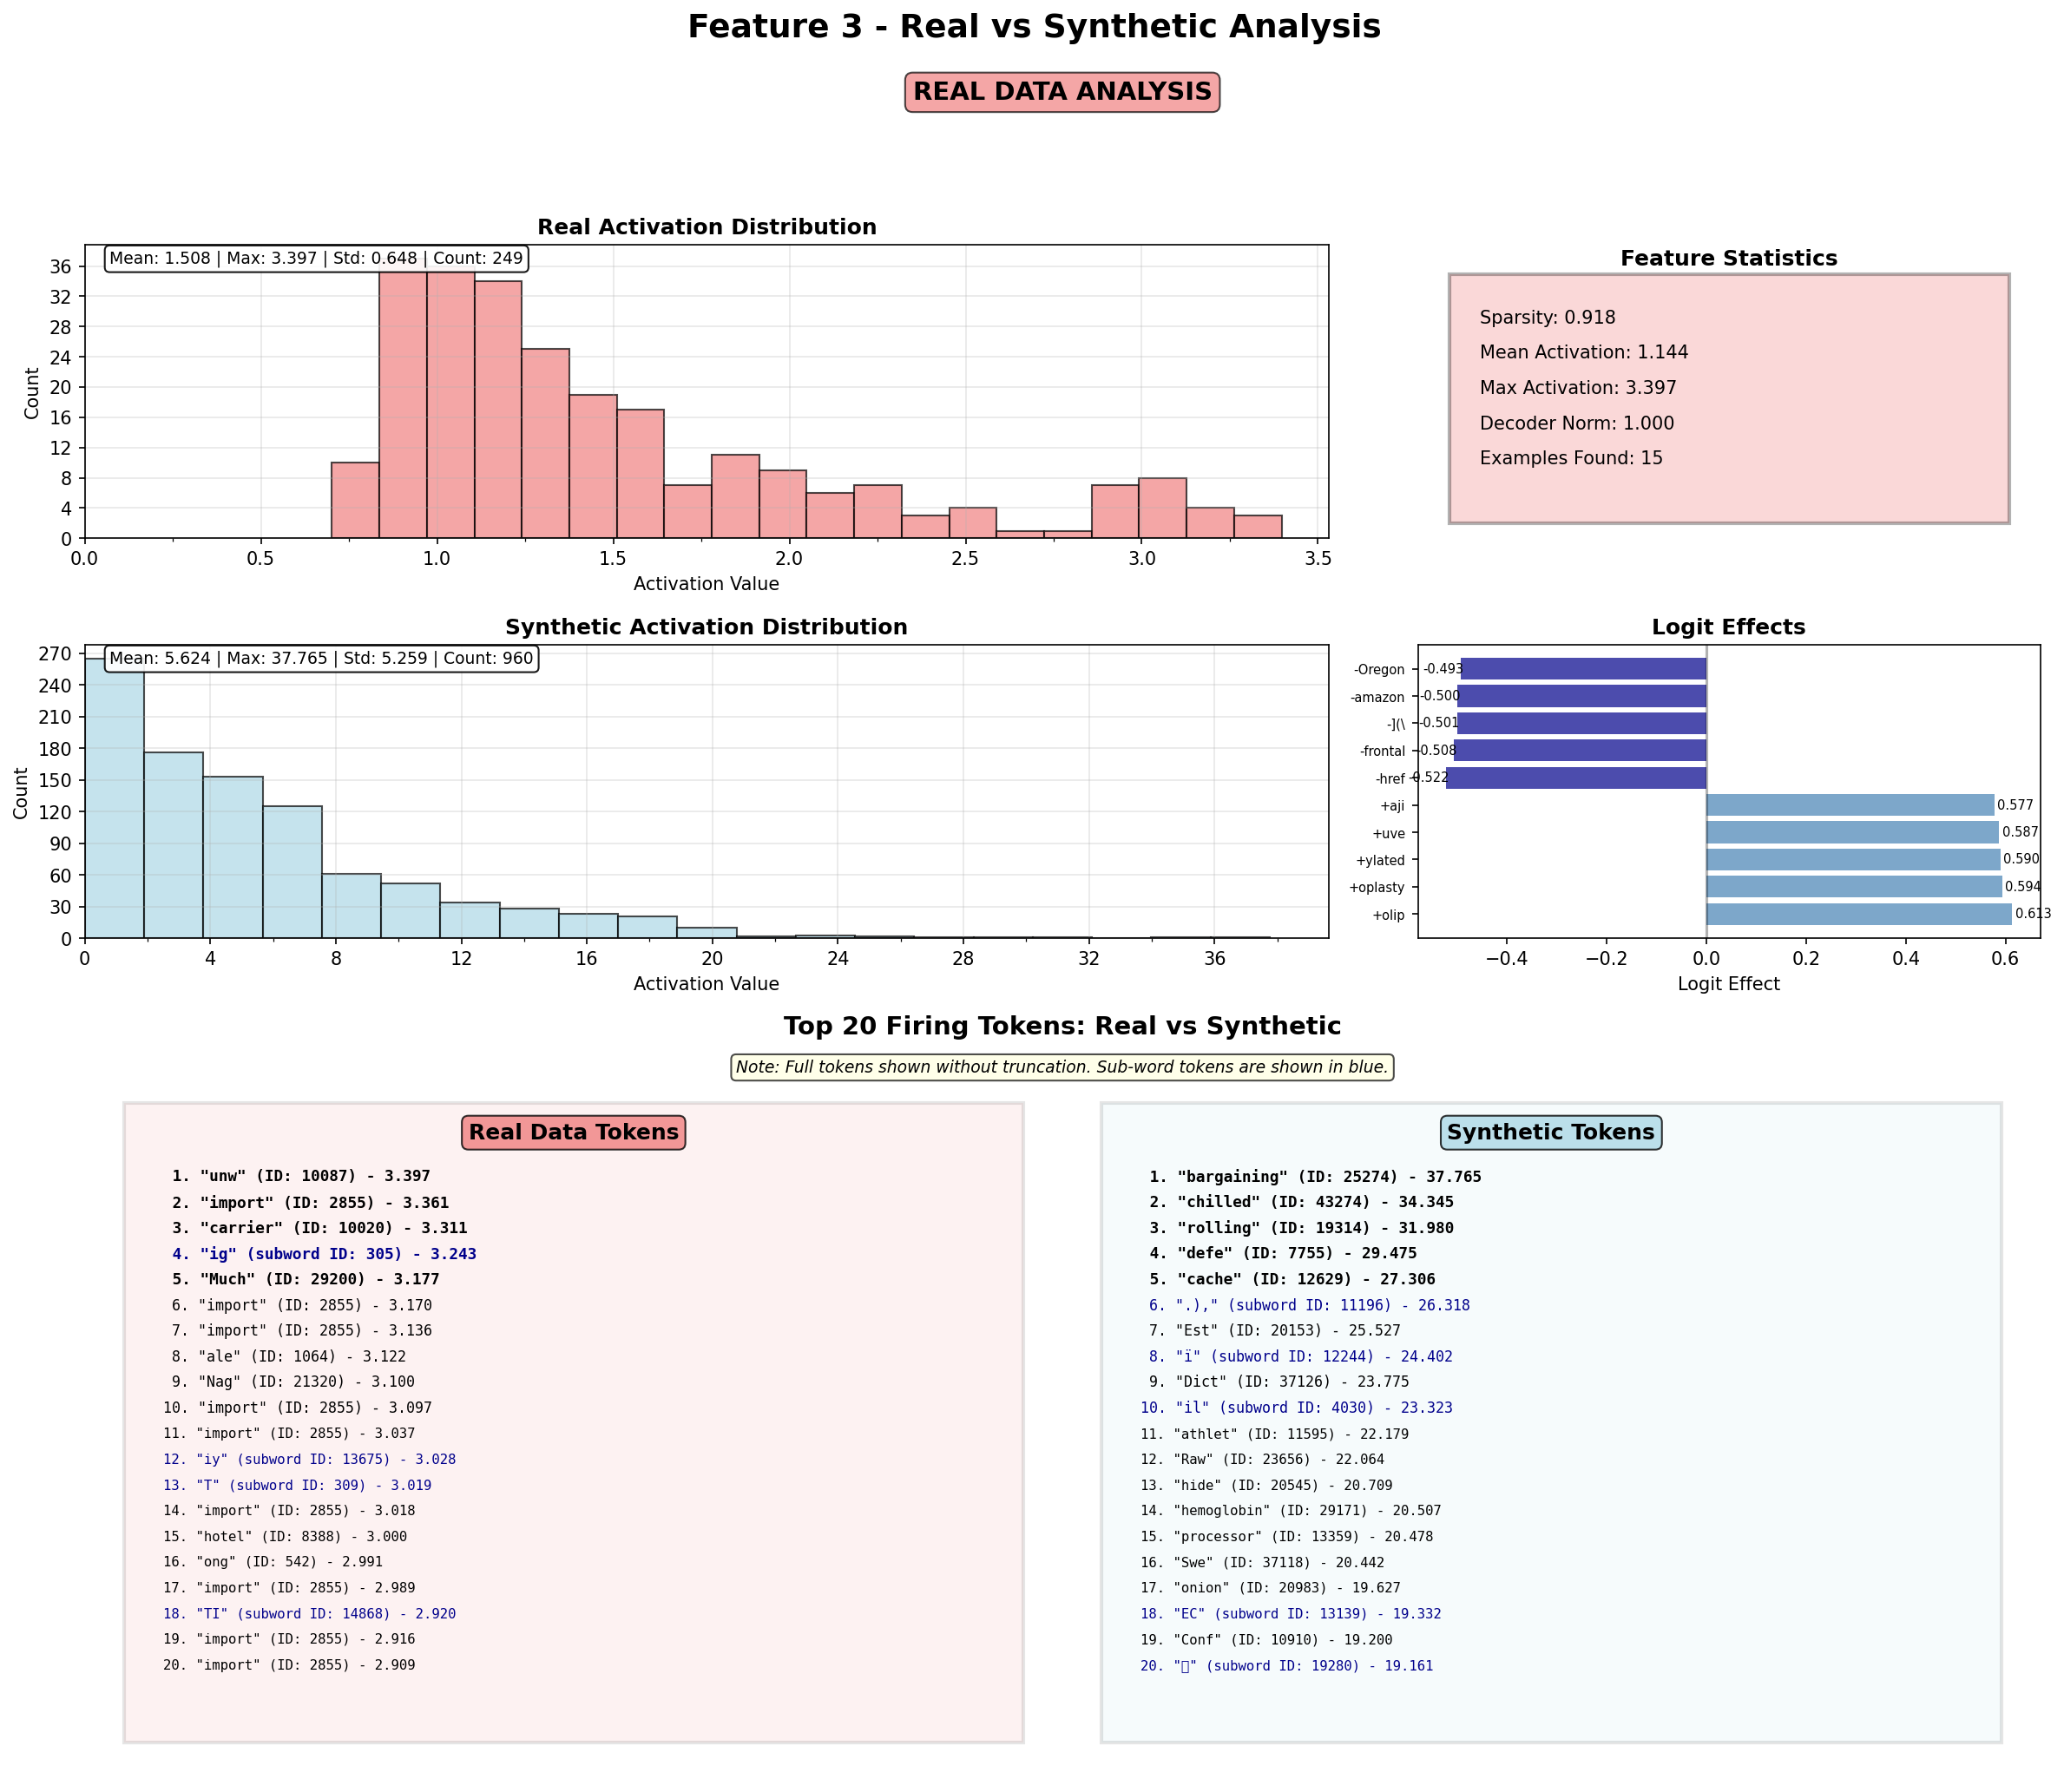 Feature 3 - Real vs Synthetic Analysis
REAL DATA ANALYSIS
Real Activation Distribution
Mean: 1.508 | Max: 3.397 | Std: 0.648 | Count: 249
36
32
28
24
20
16
12
8
4
0
Count
0.0 0.5 1.0 1.5 2.0 2.5 3.0 3.5
Activation Value
Feature Statistics
Sparsity: 0.918
Mean Activation: 1.144
Max Activation: 3.397
Decoder Norm: 1.000
Examples Found: 15
Synthetic Activation Distribution
Mean: 5.624 | Max: 37.765 | Std: 5.259 | Count: 960
270
240
210
180
150
120
90
60
30
0
Count
0 4 8 12 16 20 24 28 32 36
Activation Value
Logit Effects
-Oregon -0.493
-amazon -0.500
-](\ -0.501
-frontal -0.508
-href -0.522
+aji 0.577
+uve 0.587
+ylated 0.590
+oplasty 0.594
+olip 0.613
−0.4 −0.2 0.0 0.2 0.4 0.6
Logit Effect
Top 20 Firing Tokens: Real vs Synthetic
Note: Full tokens shown without truncation. Sub-word tokens are shown in blue.
Real Data Tokens
1. "unw" (ID: 10087) - 3.397
2. "import" (ID: 2855) - 3.361
3. "carrier" (ID: 10020) - 3.311
4. "ig" (subword ID: 305) - 3.243
5. "Much" (ID: 29200) - 3.177
6. "import" (ID: 2855) - 3.170
7. "import" (ID: 2855) - 3.136
8. "ale" (ID: 1064) - 3.122
9. "Nag" (ID: 21320) - 3.100
10. "import" (ID: 2855) - 3.097
11. "import" (ID: 2855) - 3.037
12. "iy" (subword ID: 13675) - 3.028
13. "T" (subword ID: 309) - 3.019
14. "import" (ID: 2855) - 3.018
15. "hotel" (ID: 8388) - 3.000
16. "ong" (ID: 542) - 2.991
17. "import" (ID: 2855) - 2.989
18. "TI" (subword ID: 14868) - 2.920
19. "import" (ID: 2855) - 2.916
20. "import" (ID: 2855) - 2.909
Synthetic Tokens
1. "bargaining" (ID: 25274) - 37.765
2. "chilled" (ID: 43274) - 34.345
3. "rolling" (ID: 19314) - 31.980
4. "defe" (ID: 7755) - 29.475
5. "cache" (ID: 12629) - 27.306
6. ".)," (subword ID: 11196) - 26.318
7. "Est" (ID: 20153) - 25.527
8. "ï" (subword ID: 12244) - 24.402
9. "Dict" (ID: 37126) - 23.775
10. "il" (subword ID: 4030) - 23.323
11. "athlet" (ID: 11595) - 22.179
12. "Raw" (ID: 23656) - 22.064
13. "hide" (ID: 20545) - 20.709
14. "hemoglobin" (ID: 29171) - 20.507
15. "processor" (ID: 13359) - 20.478
16. "Swe" (ID: 37118) - 20.442
17. "onion" (ID: 20983) - 19.627
18. "EC" (subword ID: 13139) - 19.332
19. "Conf" (ID: 10910) - 19.200
20. "" (subword ID: 19280) - 19.161